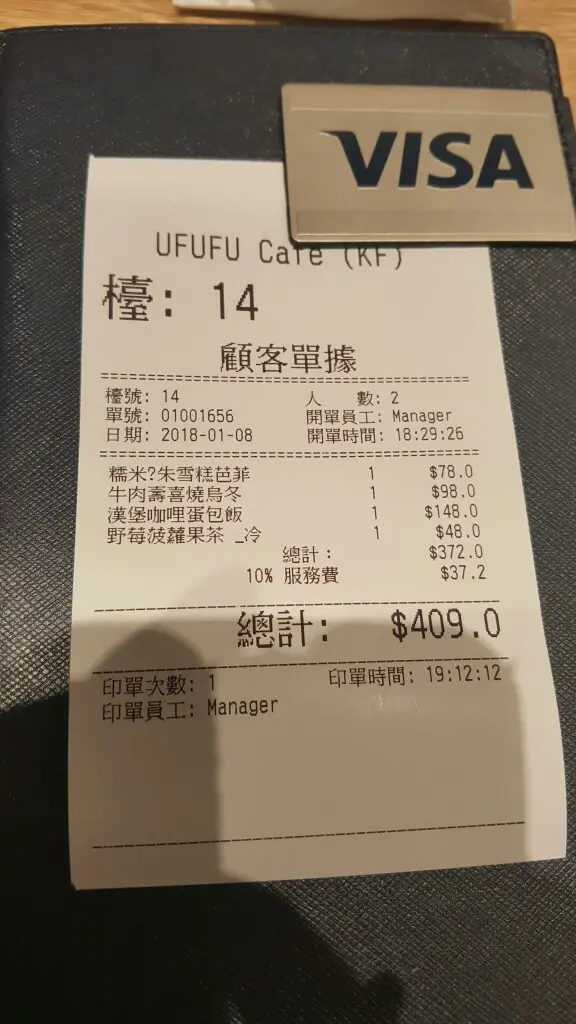 VISA
UFUFU Cafe (KF)
檯: 14
顧客單據
檯號: 14 人 數: 2
單號: 01001656 開單員工: Manager
日期: 2018-01-08 開單時間: 18:29:26
糯米?朱雪糕芭菲 1 $78.0
牛肉壽喜燒烏冬 1 $98.0
漢堡咖哩蛋包飯 1 $148.0
野莓菠蘿果茶 _冷 1 $48.0
總計: $372.0
10% 服務費 $37.2
總計: $409.0
印單次數: 1 印單時間: 19:12:12
印單員工: Manager